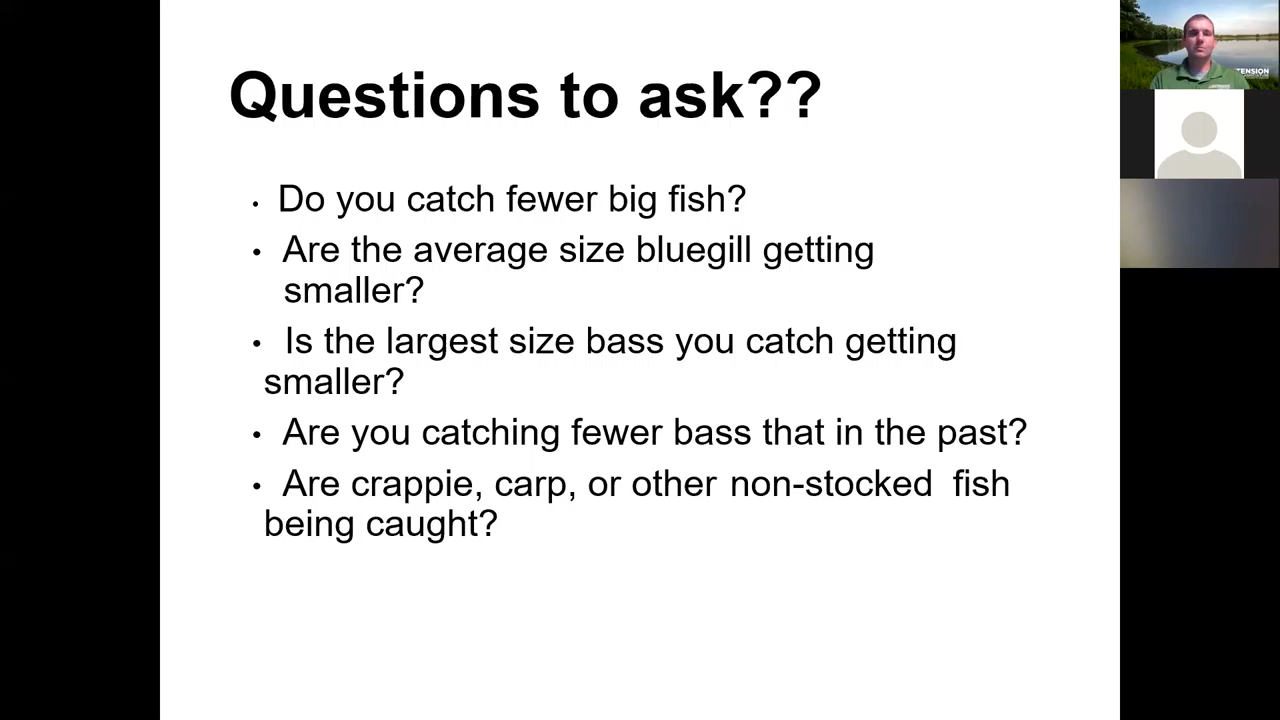 Questions to ask??
• Do you catch fewer big fish?
• Are the average size bluegill getting
smaller?
• Is the largest size bass you catch getting
smaller?
• Are you catching fewer bass that in the past?
• Are crappie, carp, or other non-stocked fish
being caught?
TENSION